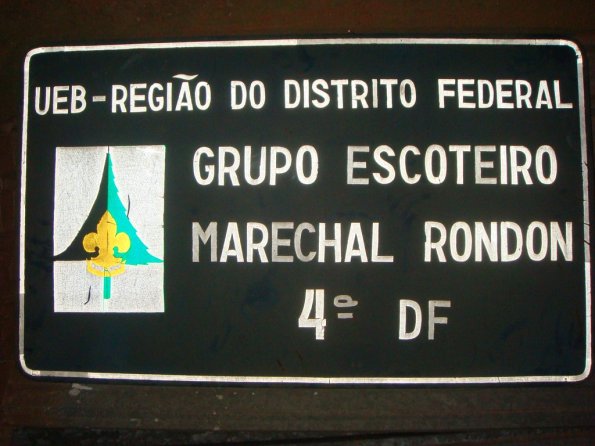 UEB-REGIÃO DO DISTRITO FEDERAL
GRUPO ESCOTEIRO
MARECHAL RONDON
4º DF